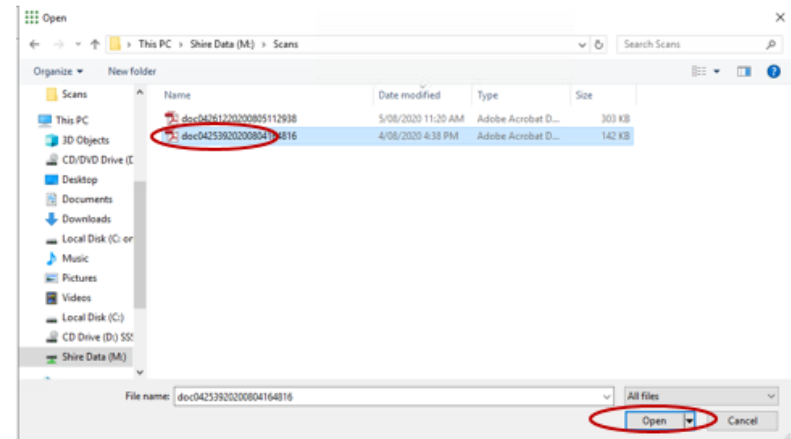 Open
This PC > Shire Data (M:) > Scans
Search Scans
Organize
New folder
Name Date modified Type Size
doc04261220200805112938 5/08/2020 11:20 AM Adobe Acrobat D... 303 KB
doc04253920200804164816 4/08/2020 4:38 PM Adobe Acrobat D... 142 KB
Scans
This PC
3D Objects
CD/DVD Drive (D
Desktop
Documents
Downloads
Local Disk (C: or
Music
Pictures
Videos
Local Disk (C:)
CD Drive (D:) SSS
Shire Data (M:)
File name: doc04253920200804164816
All files
Open
Cancel